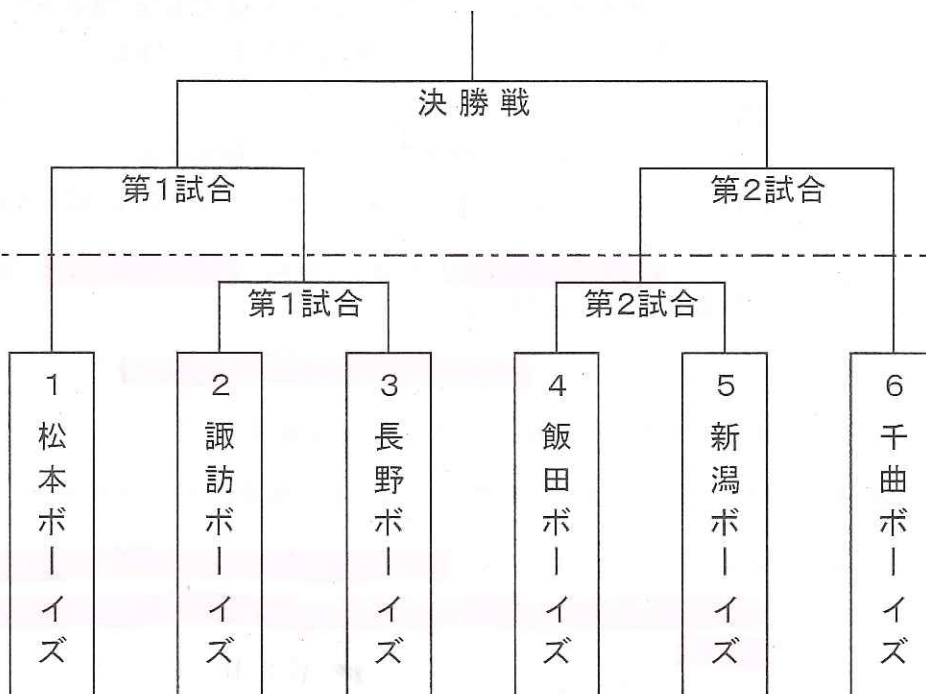 決勝戦
第1試合
第2試合
第1試合
第2試合
1
松本ボーイズ
2
諏訪ボーイズ
3
長野ボーイズ
4
飯田ボーイズ
5
新潟ボーイズ
6
千曲ボーイズ